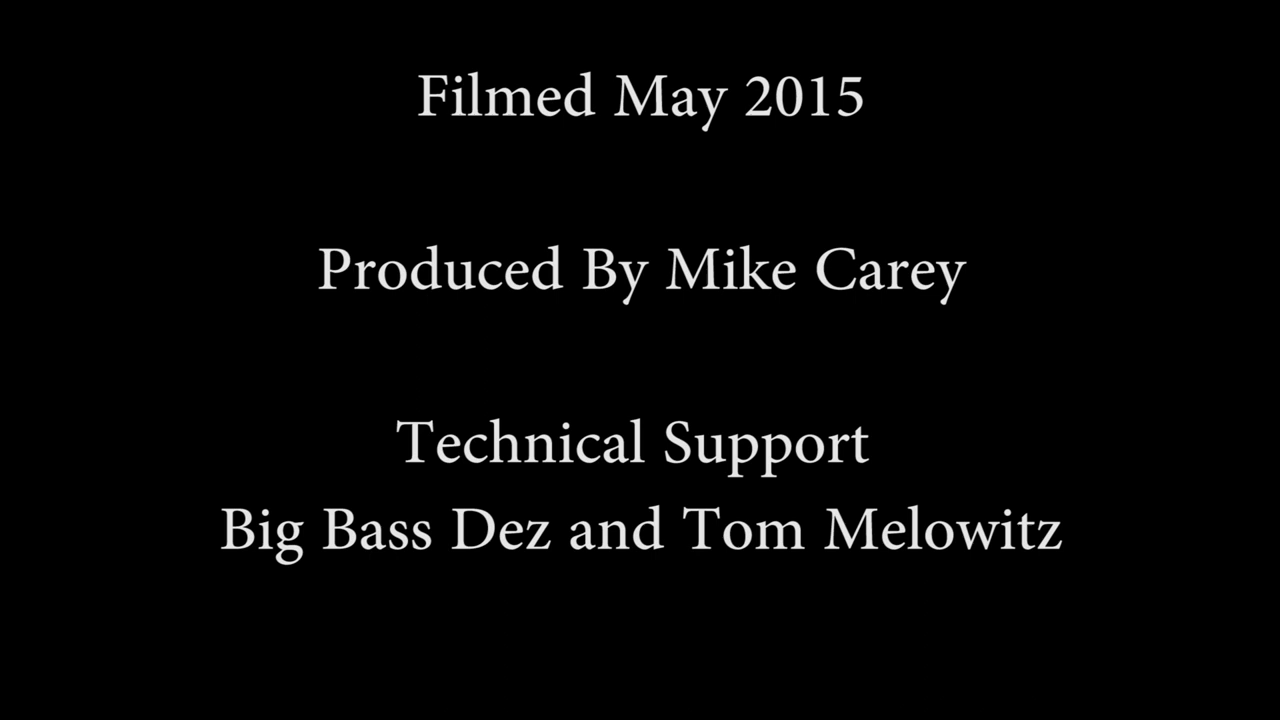 Filmed May 2015
Produced By Mike Carey
Technical Support
Big Bass Dez and Tom Melowitz